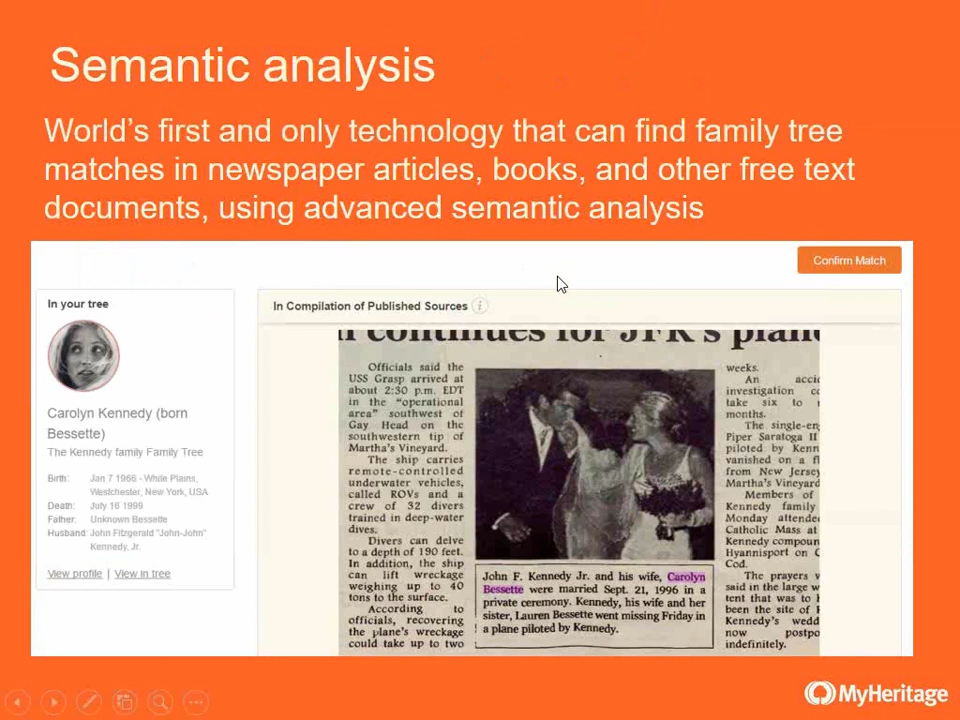 Semantic analysis
World's first and only technology that can find family tree
matches in newspaper articles, books, and other free text
documents, using advanced semantic analysis
Confirm Match
In your tree
Carolyn Kennedy (born
Bessette)
The Kennedy family Family Tree
Birth: Jan 7 1966 - White Plains,
Westchester, New York, USA
Death: July 16 1999
Father: Unknown Bessette
Husband: John Fitzgerald "John-John"
Kennedy, Jr.
View profile | View in tree
In Compilation of Published Sources
n continues for JFK's plane
Officials said the
USS Grasp arrived at
about 2:30 p.m. EDT
in the "operational
area" southwest of
Gay Head on the
southwestern tip of
Martha's Vineyard.
The ship carries
remote-controlled
underwater vehicles,
called ROVs and a
crew of 32 divers
trained in deep-water
dives.
Divers can delve
to a depth of 190 feet.
In addition, the ship
can lift wreckage
weighing up to 40
tons to the surface.
According to
officials, recovering
the plane's wreckage
could take up to two
John F. Kennedy Jr. and his wife, Carolyn
Bessette were married Sept. 21, 1996 in a
private ceremony. Kennedy, his wife and her
sister, Lauren Bessette went missing Friday in
a plane piloted by Kennedy.
weeks.
An acci
investigation co
take six to
months.
The single-en
Piper Saratoga II
piloted by Kenn
vanished on a fl
from New Jersey
Martha's Vineyard
Members of
Kennedy family
Monday attende
Catholic Mass at
Kennedy compoun
Hyannisport on C
Cod.
The prayers w
said in the large w
tent that was to h
been the site of
Kennedy's wedd
now postpo
indefinitely.
MyHeritage